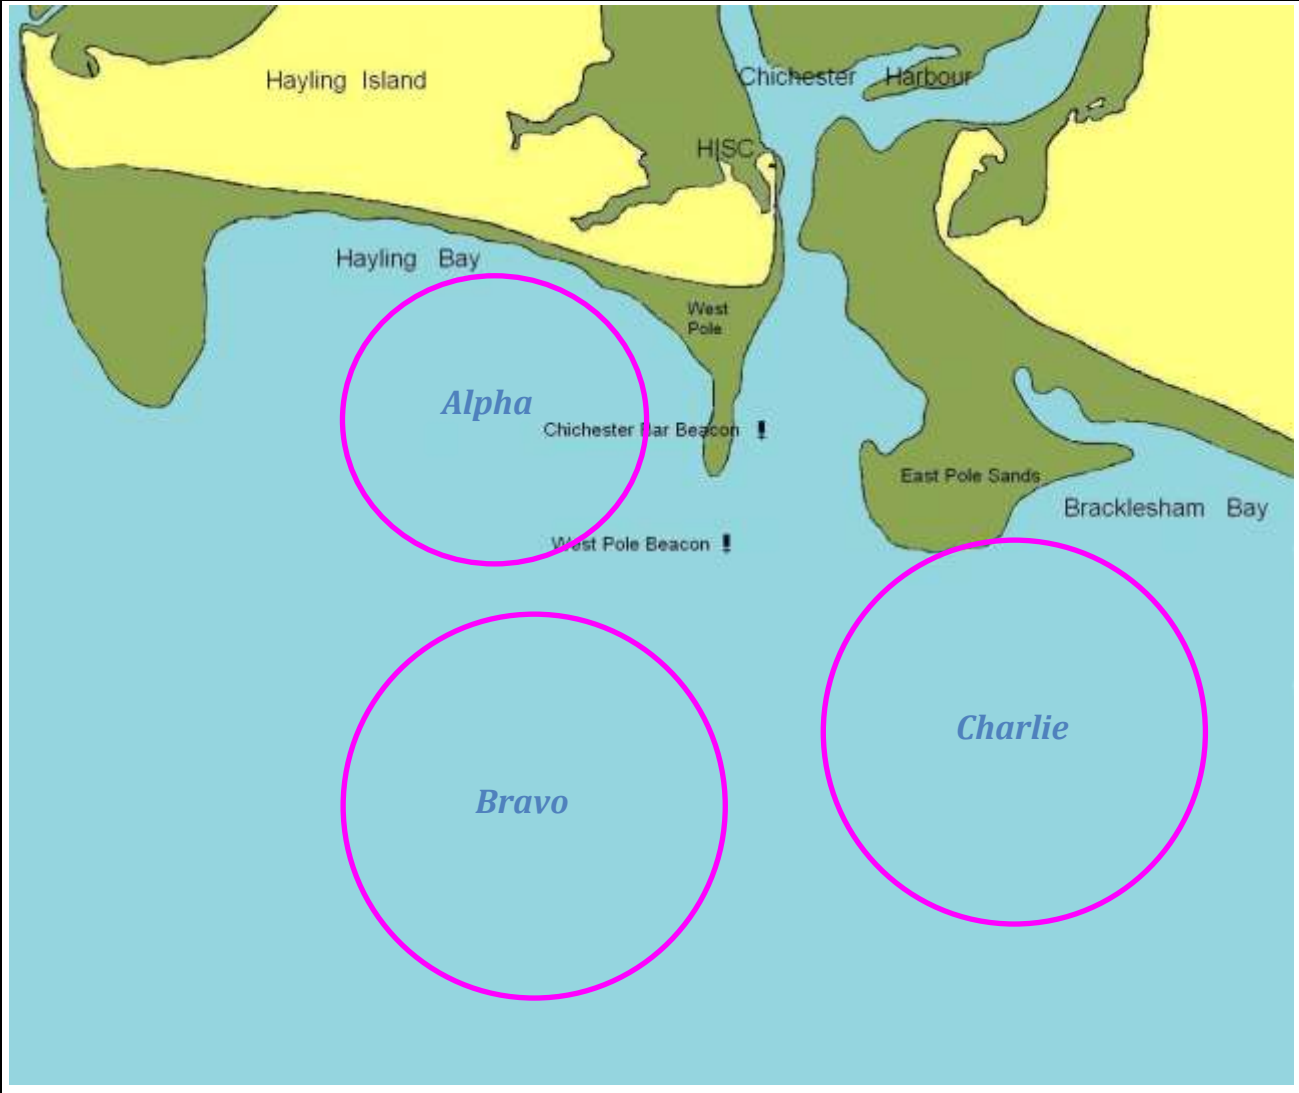 Chichester Harbour
Hayling Island
HISC
Hayling Bay
West
Pole
Alpha
Chichester Bar Beacon
East Pole Sands
Bracklesham Bay
West Pole Beacon
Charlie
Bravo